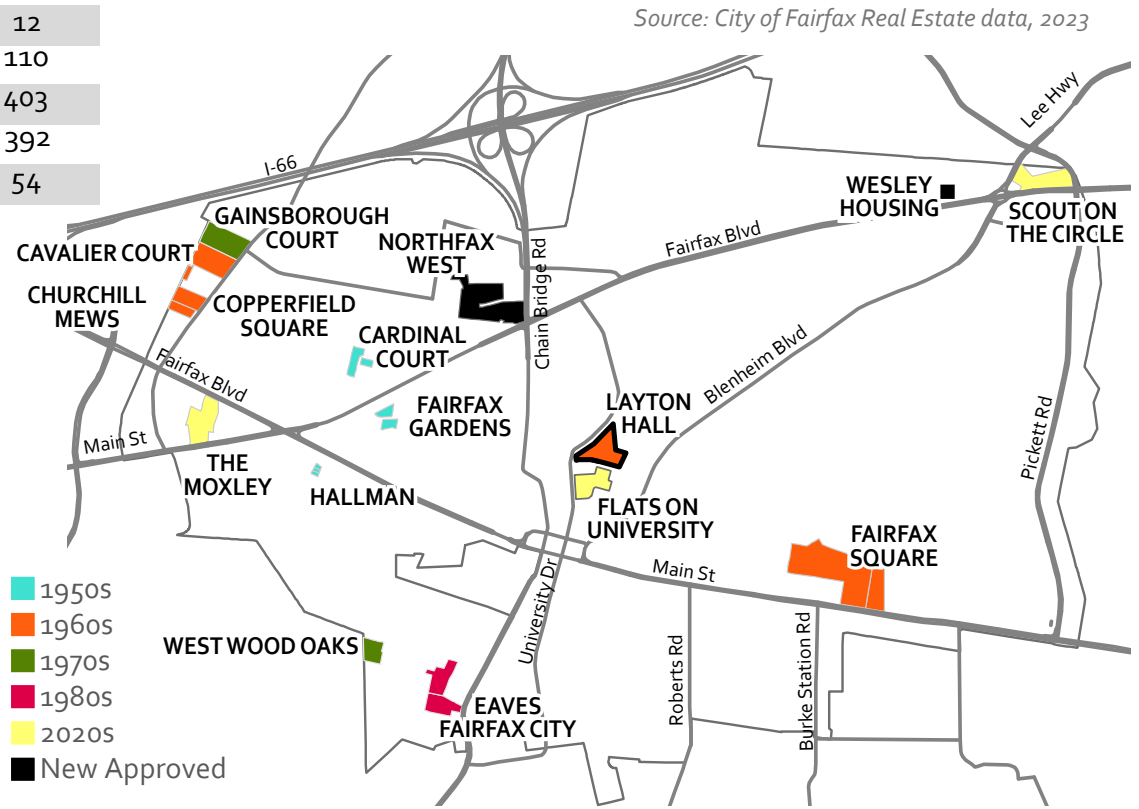 12
Source: City of Fairfax Real Estate data, 2023
110
403
392
54
Lee Hwy
I-66
WESLEY
HOUSING
SCOUT ON
THE CIRCLE
GAINSBOROUGH
COURT
CAVALIER COURT
NORTHFAX
WEST
Chain Bridge Rd
Fairfax Blvd
CHURCHILL
MEWS
COPPERFIELD
SQUARE
CARDINAL
COURT
Fairfax Blvd
Blenheim Blvd
FAIRFAX
GARDENS
LAYTON
HALL
Pickett Rd
Main St
THE
MOXLEY
HALLMAN
FLATS ON
UNIVERSITY
FAIRFAX
SQUARE
Main St
University Dr
1950s
1960s
1970s
1980s
2020s
New Approved
WEST WOOD OAKS
EAVES
FAIRFAX CITY
Roberts Rd
Burke Station Rd